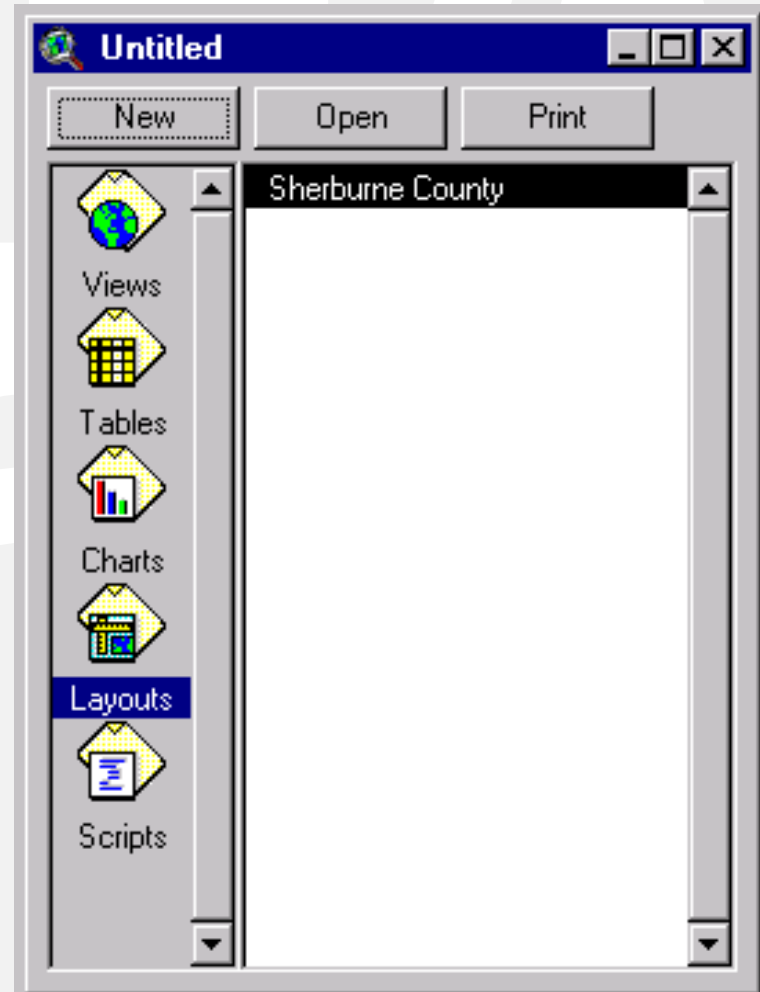 Untitled
New Open Print
Sherburne County
Views
Tables
Charts
Layouts
Scripts